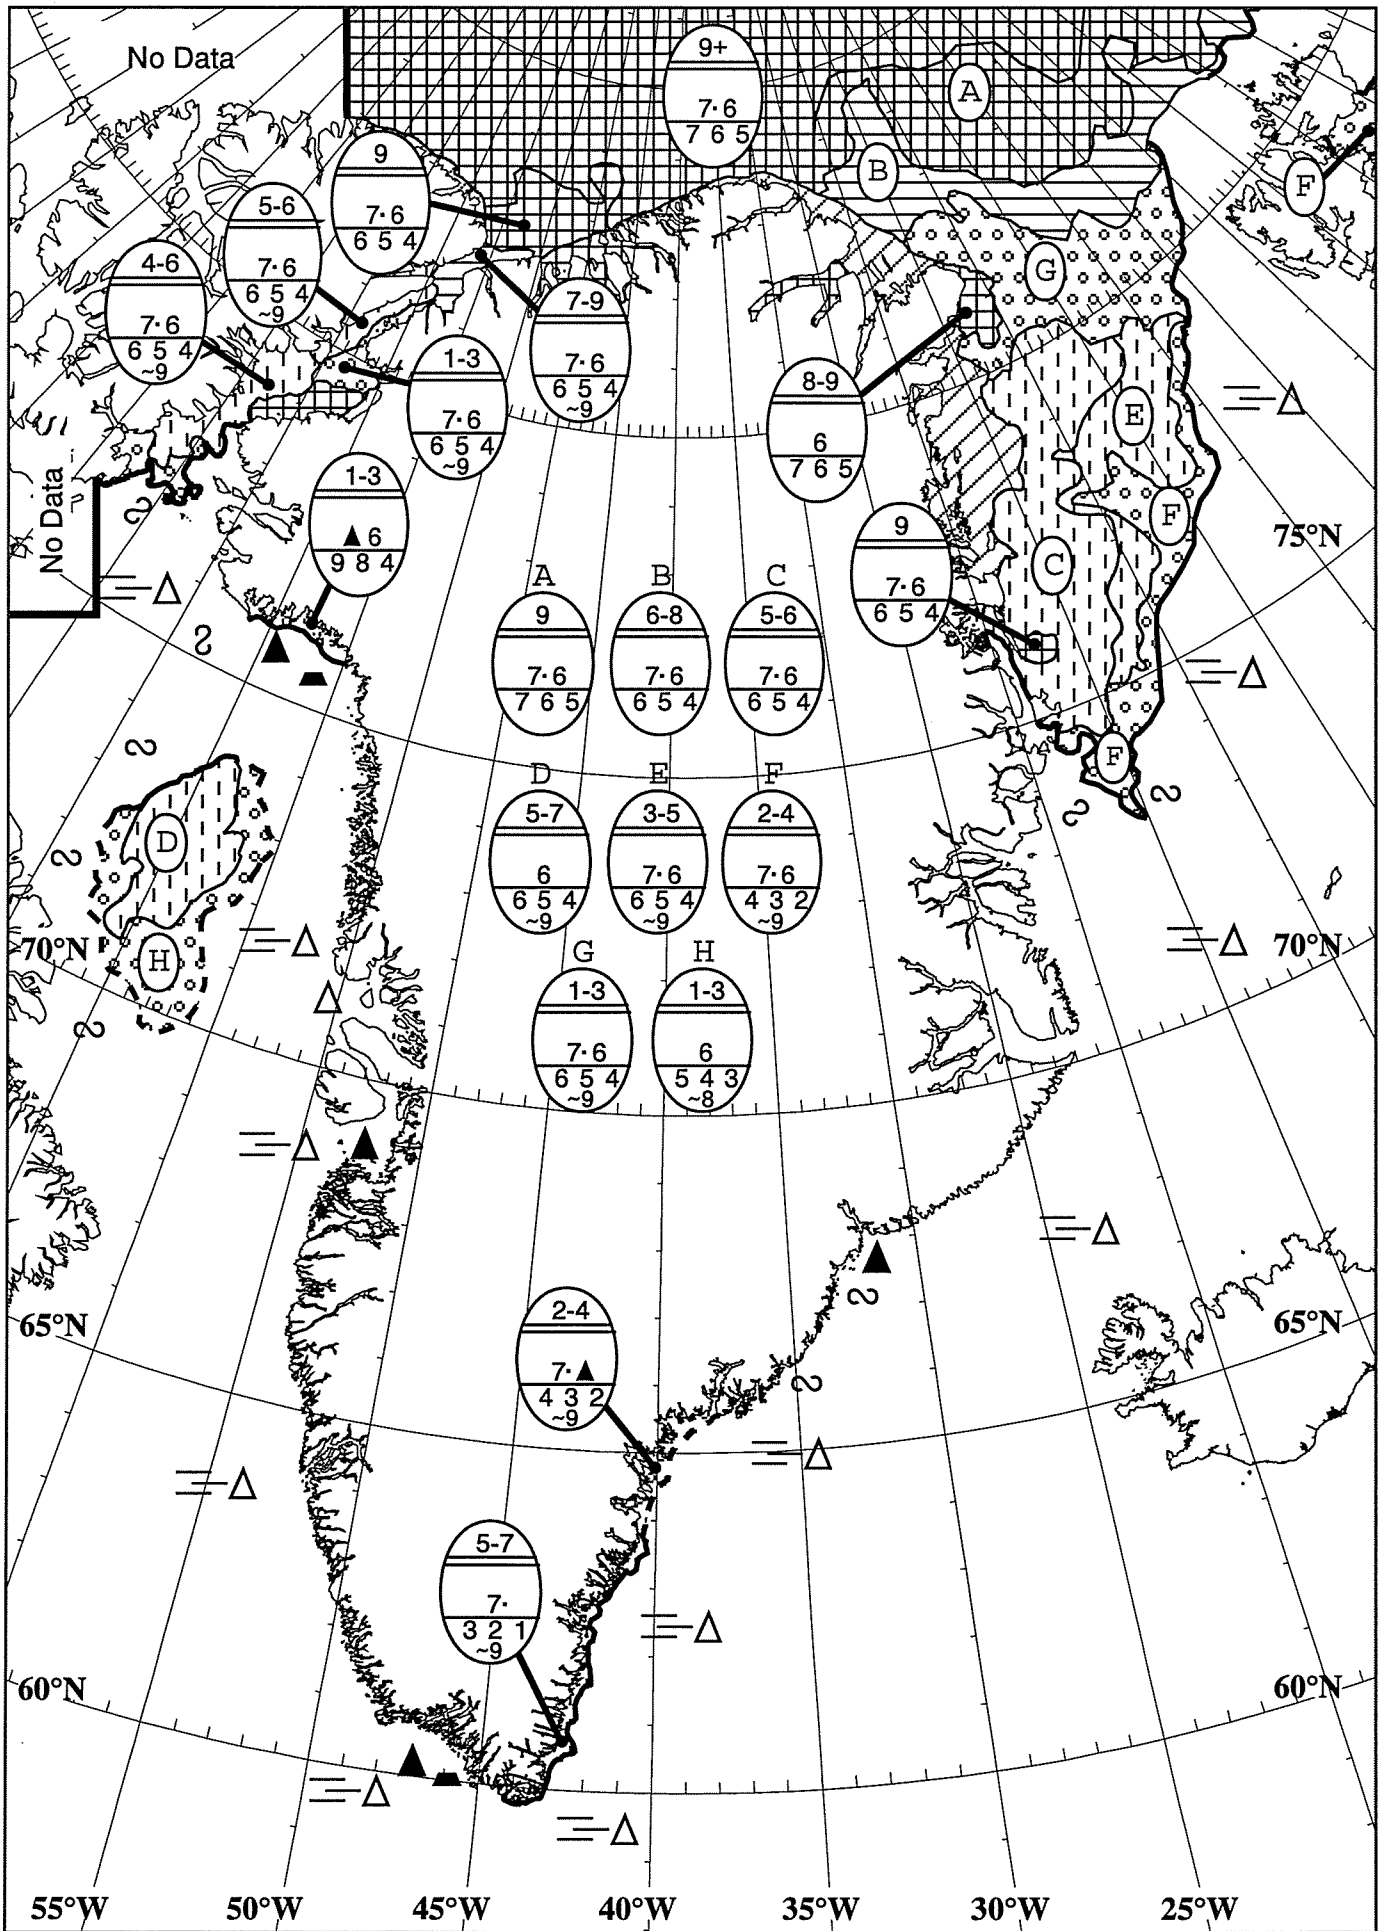 No Data
9+
7· 6
7 6 5
A
B
F
9
7· 6
6 5 4
5-6
7· 6
6 5 4
~9
4-6
7· 6
6 5 4
~9
7-9
7· 6
6 5 4
~9
1-3
7· 6
6 5 4
~9
G
8-9
6
7 6 5
E
F
C
No Data
1-3
▲ 6
9 8 4
75°N
9
7· 6
6 5 4
A
9
7· 6
7 6 5
B
6-8
7· 6
6 5 4
C
5-6
7· 6
6 5 4
F
D
5-7
6
6 5 4
~9
E
3-5
7· 6
6 5 4
~9
F
2-4
7· 6
4 3 2
~9
D
H
70°N
70°N
G
1-3
7· 6
6 5 4
~9
H
1-3
6
5 4 3
~8
65°N
65°N
2-4
7· ▲
4 3 2
~9
5-7
7·
3 2 1
~9
60°N
60°N
55°W 50°W 45°W 40°W 35°W 30°W 25°W